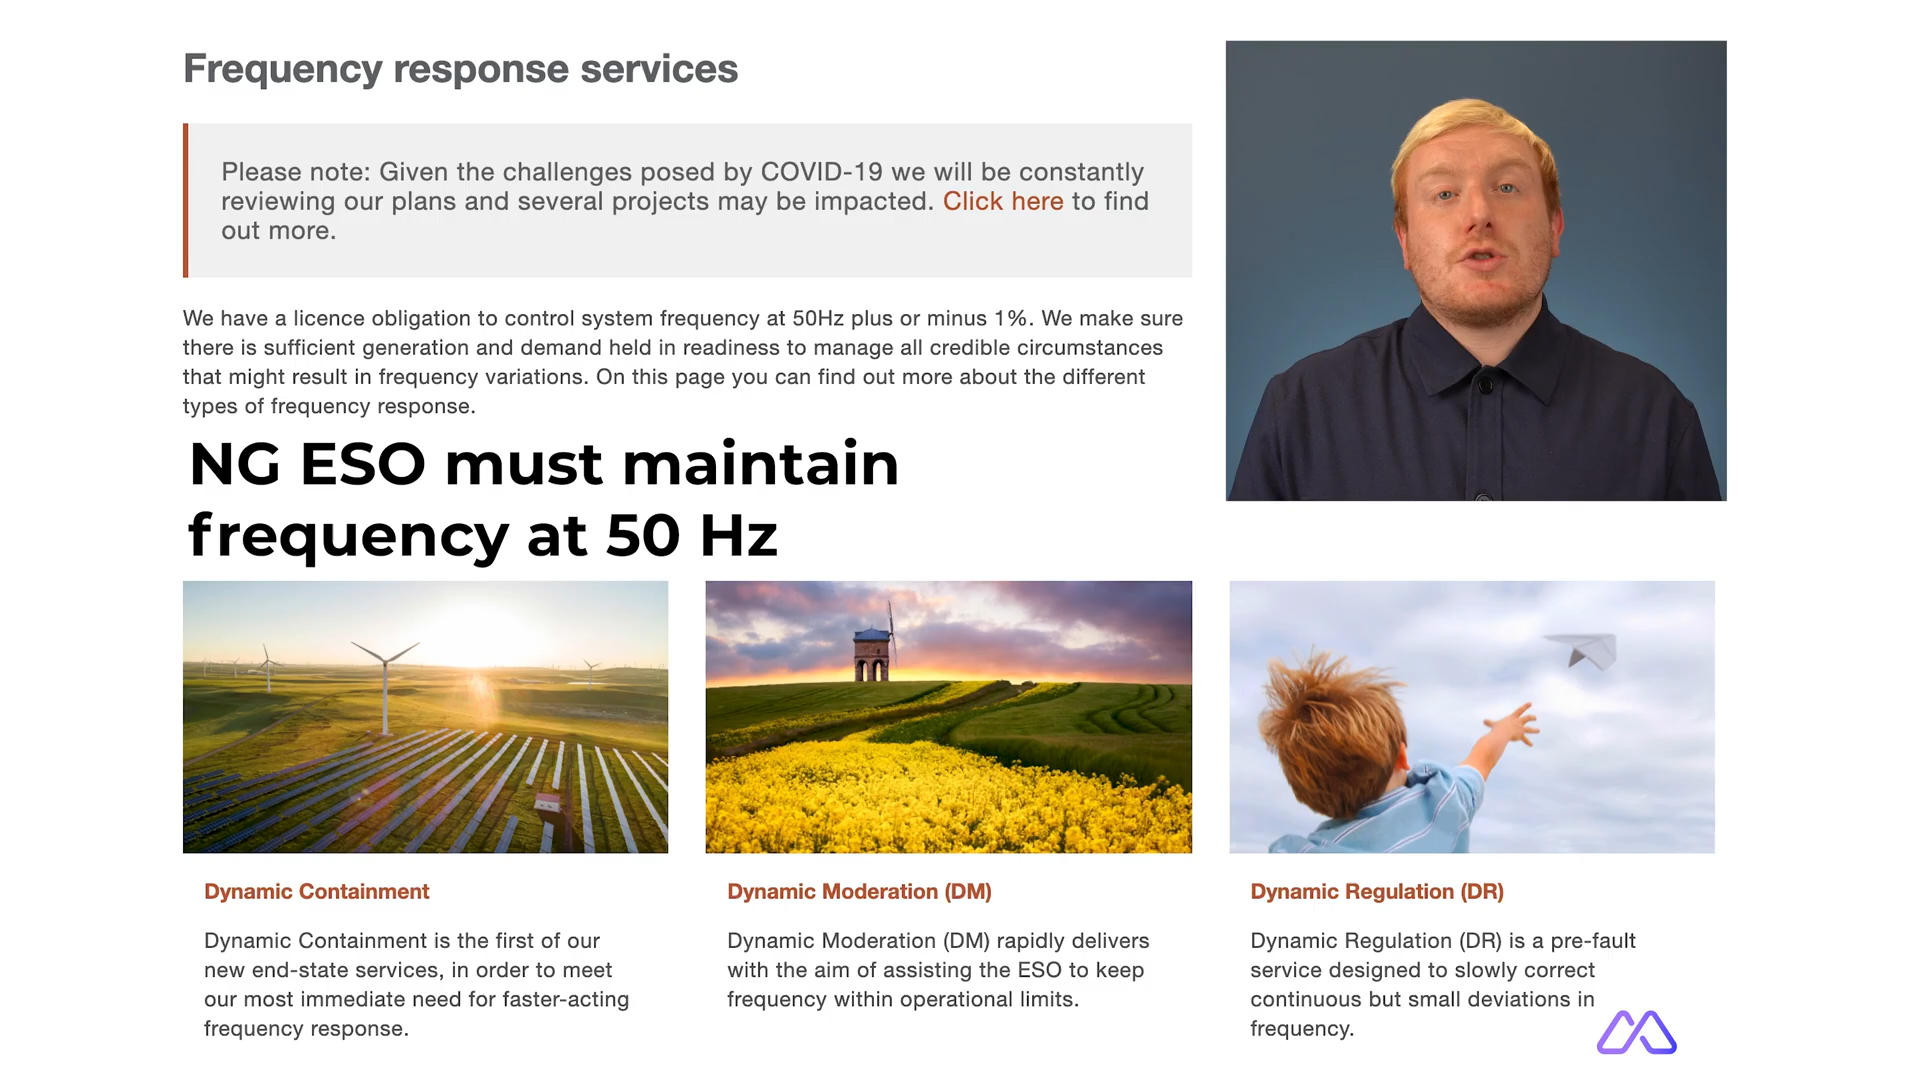 Frequency response services
Please note: Given the challenges posed by COVID-19 we will be constantly
reviewing our plans and several projects may be impacted. Click here to find
out more.
We have a licence obligation to control system frequency at 50Hz plus or minus 1%. We make sure
there is sufficient generation and demand held in readiness to manage all credible circumstances
that might result in frequency variations. On this page you can find out more about the different
types of frequency response.
NG ESO must maintain
frequency at 50 Hz
Dynamic Containment
Dynamic Containment is the first of our
new end-state services, in order to meet
our most immediate need for faster-acting
frequency response.
Dynamic Moderation (DM)
Dynamic Moderation (DM) rapidly delivers
with the aim of assisting the ESO to keep
frequency within operational limits.
Dynamic Regulation (DR)
Dynamic Regulation (DR) is a pre-fault
service designed to slowly correct
continuous but small deviations in
frequency.